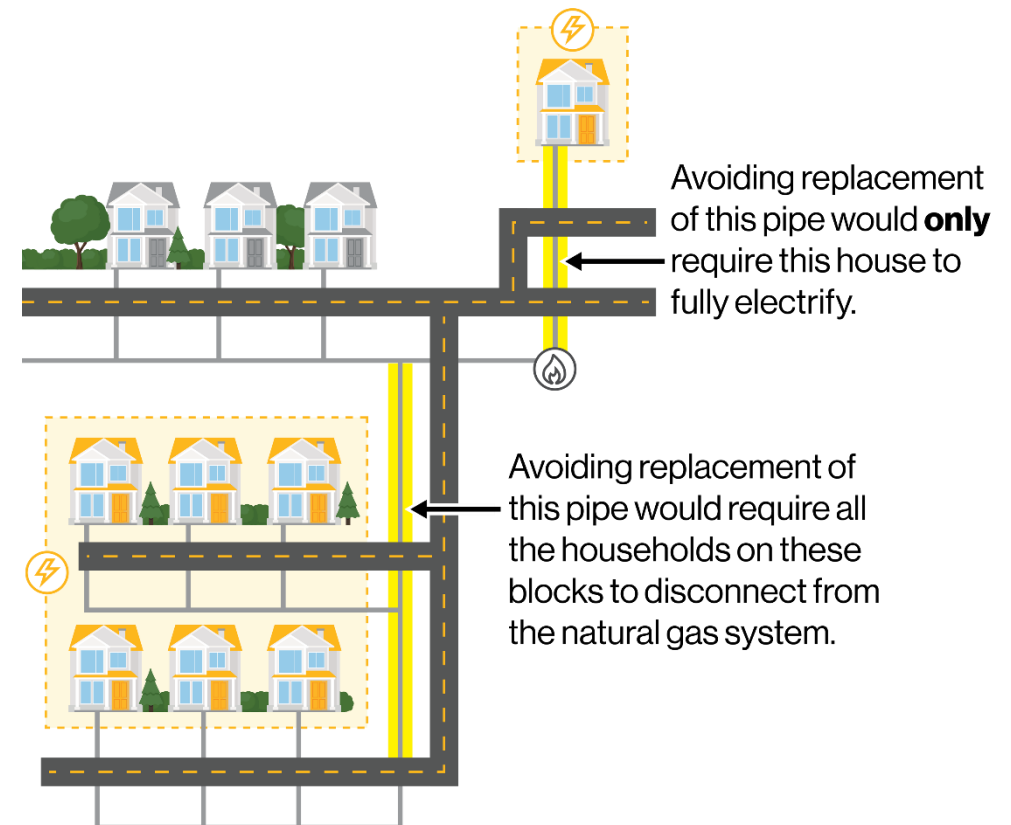 Avoiding replacement
of this pipe would only
require this house to
fully electrify.
Avoiding replacement of
this pipe would require all
the households on these
blocks to disconnect from
the natural gas system.